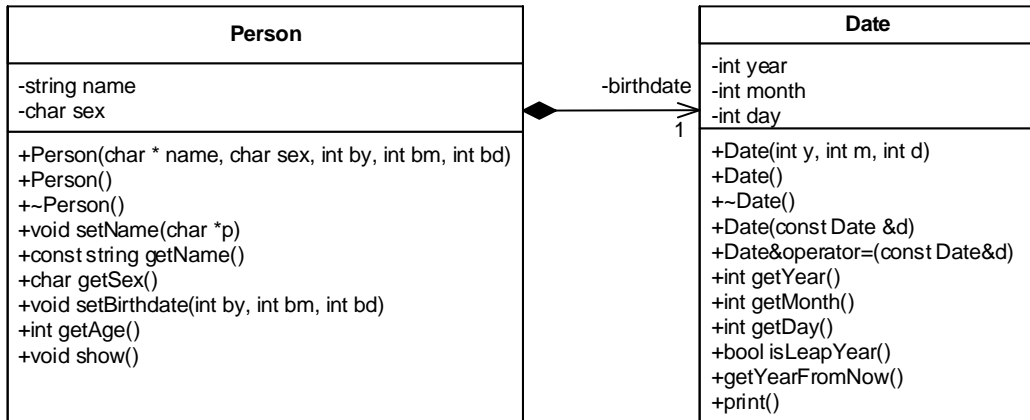 Person
-string name
-char sex
+Person(char * name, char sex, int by, int bm, int bd)
+Person()
+~Person()
+void setName(char *p)
+const string getName()
+char getSex()
+void setBirthdate(int by, int bm, int bd)
+int getAge()
+void show()
-birthdate
1
Date
-int year
-int month
-int day
+Date(int y, int m, int d)
+Date()
+~Date()
+Date(const Date &d)
+Date&operator=(const Date&d)
+int getYear()
+int getMonth()
+int getDay()
+bool isLeapYear()
+getYearFromNow()
+print()